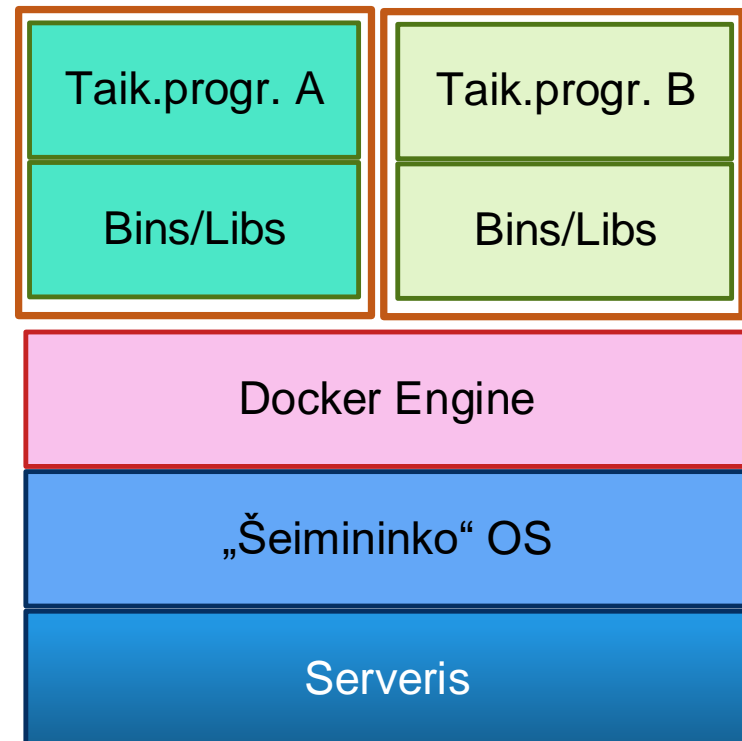 Taik.progr. A
Taik.progr. B
Bins/Libs
Bins/Libs
Docker Engine
„Šeimininko“ OS
Serveris